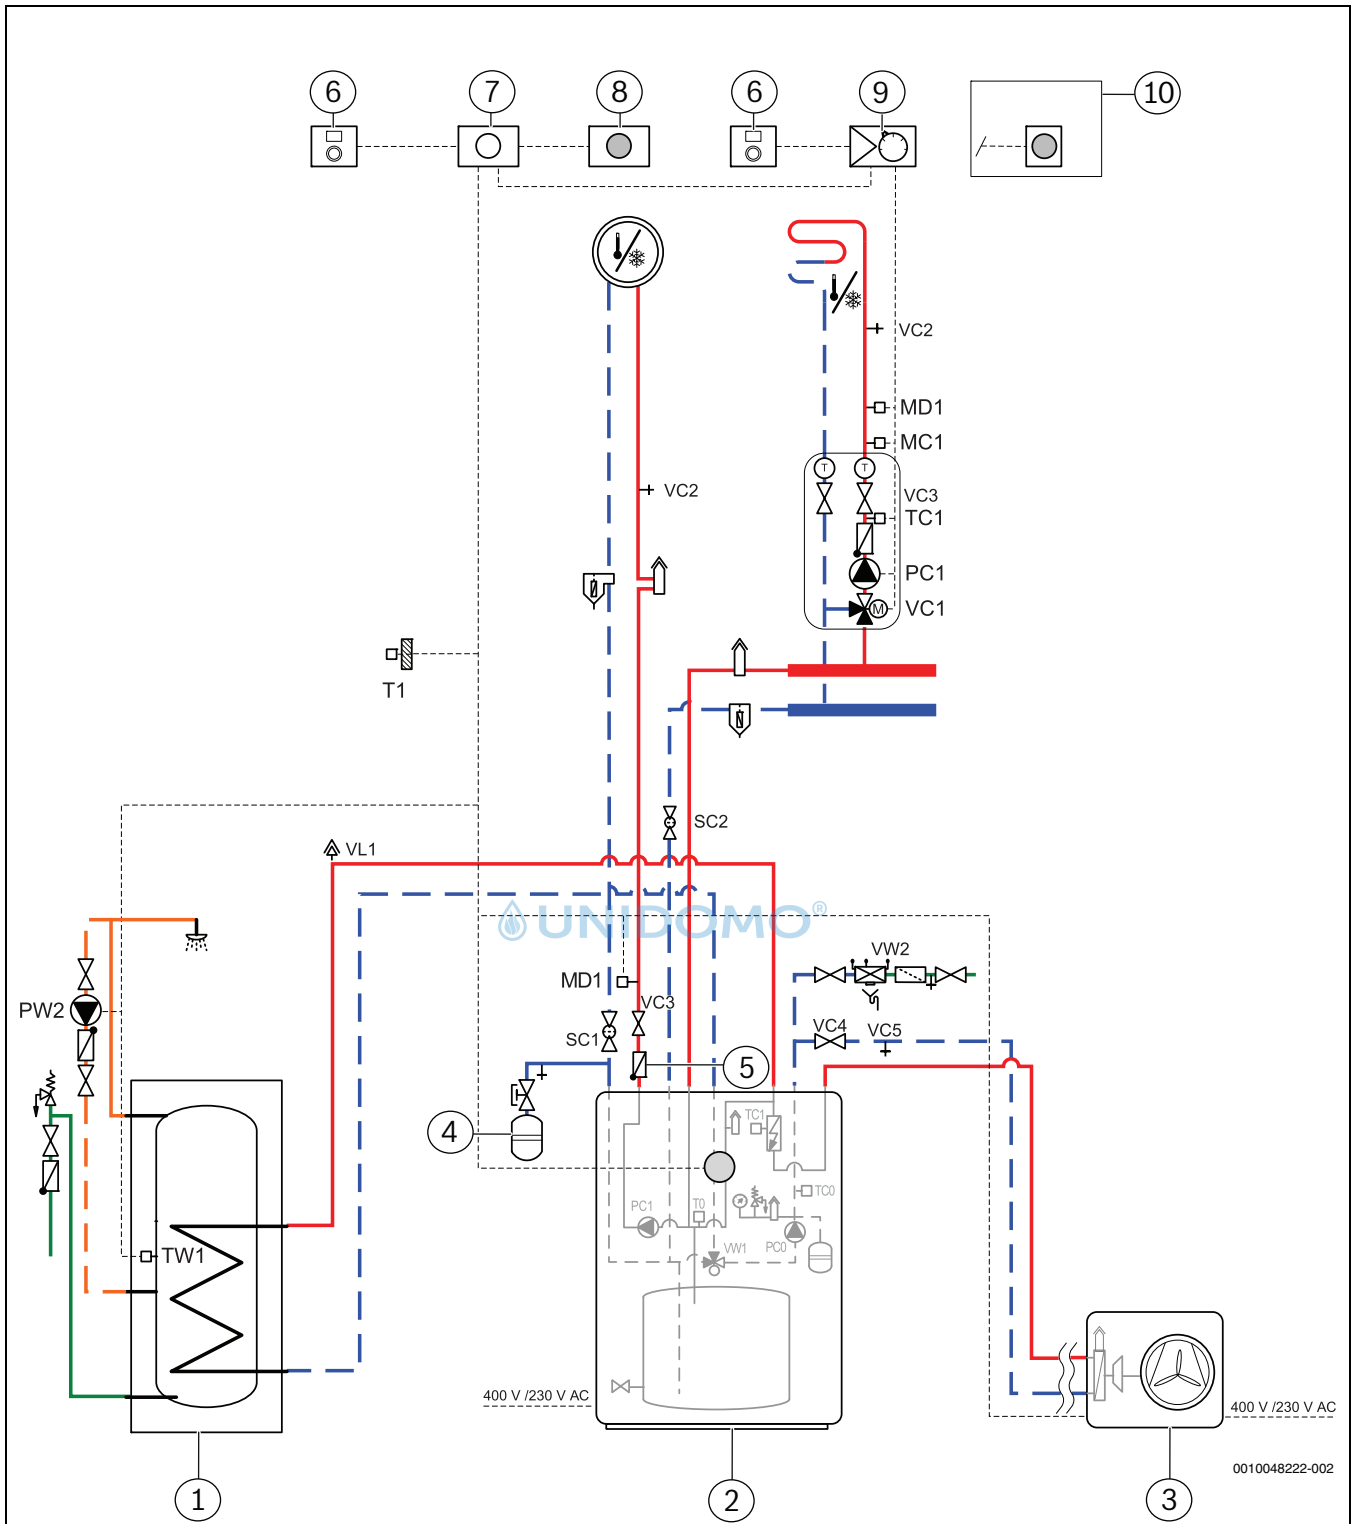 6
7
8
6
9
10
VC2
MD1
MC1
T
T
VC2
VC3
TC1
PC1
M
VC1
T1
SC2
VL1
UNIDOMO®
VW2
MD1
VC3
PW2
SC1
VC4
VC5
5
4
TC1
TC0
PC1
T0
VW1
PC0
TW1
400 V /230 V AC
400 V /230 V AC
0010048222-002
1
2
3